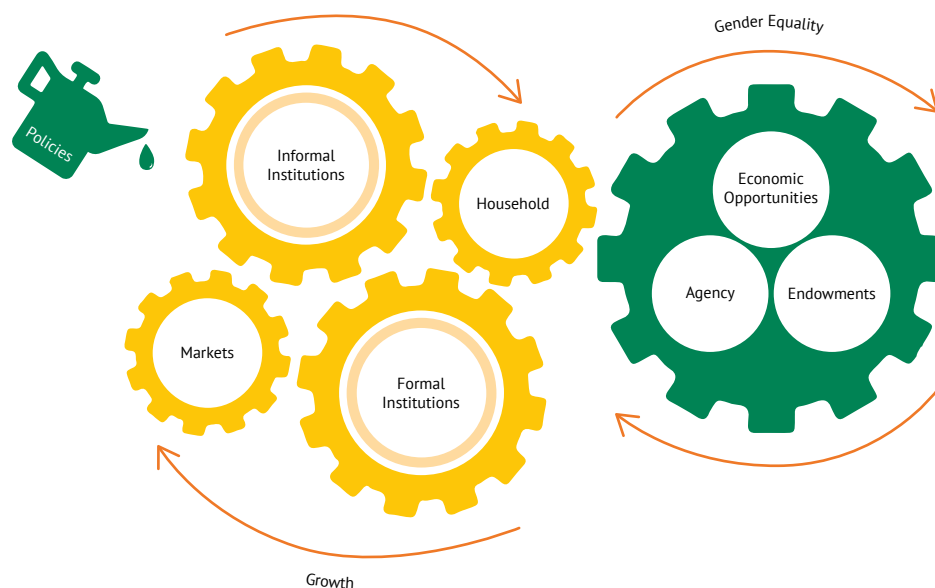 Gender Equality
Policies
Informal
Institutions
Household
Economic
Opportunities
Agency
Endowments
Markets
Formal
Institutions
Growth